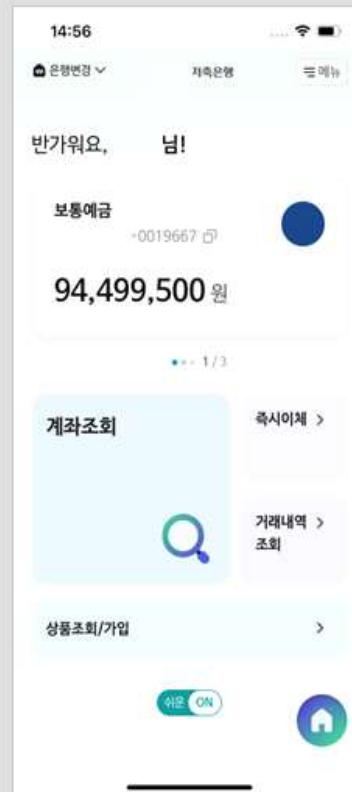 14:56
은행변경
저축은행
메뉴
반가워요, 님!
보통예금
-0019667
94,499,500 원
1/3
계좌조회
즉시이체
거래내역
조회
상품조회/가입
쉬운 ON